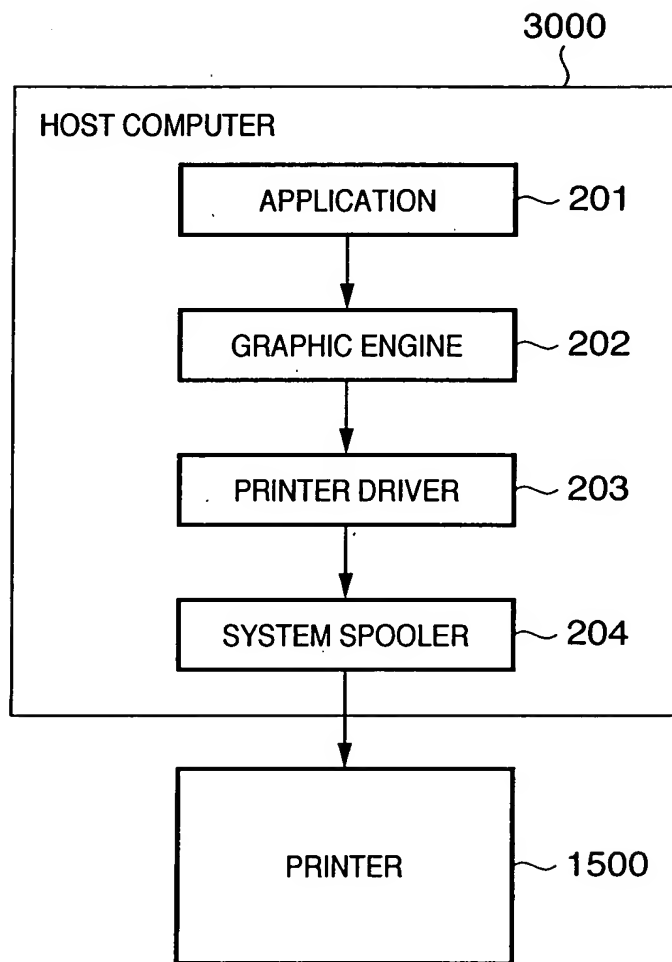 3000
HOST COMPUTER
APPLICATION
201
GRAPHIC ENGINE
202
PRINTER DRIVER
203
SYSTEM SPOOLER
204
PRINTER
1500